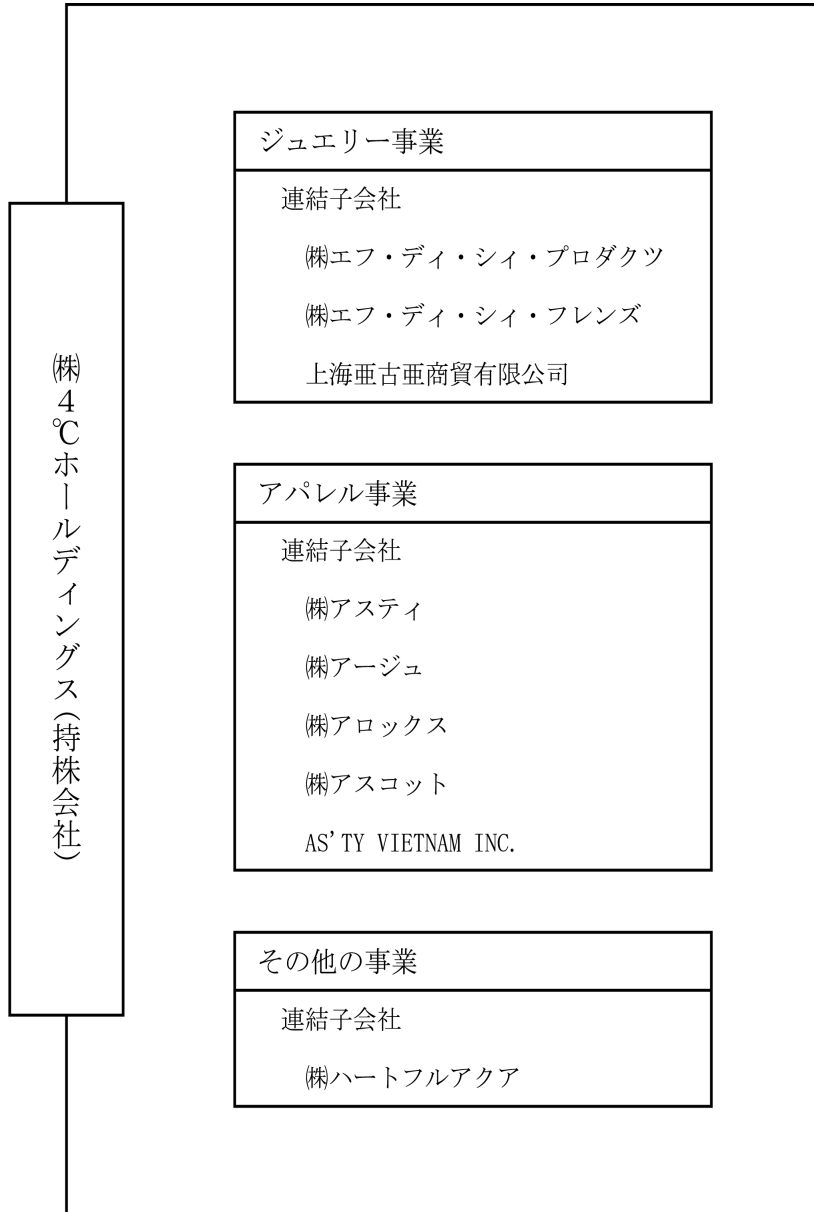 ㈱4℃ホールディングス(持株会社)
ジュエリー事業
連結子会社
㈱エフ・ディ・シィ・プロダクツ
㈱エフ・ディ・シィ・フレンズ
上海亜古亜商貿有限公司
アパレル事業
連結子会社
㈱アスティ
㈱アージュ
㈱アロックス
㈱アスコット
AS'TY VIETNAM INC.
その他の事業
連結子会社
㈱ハートフルアクア